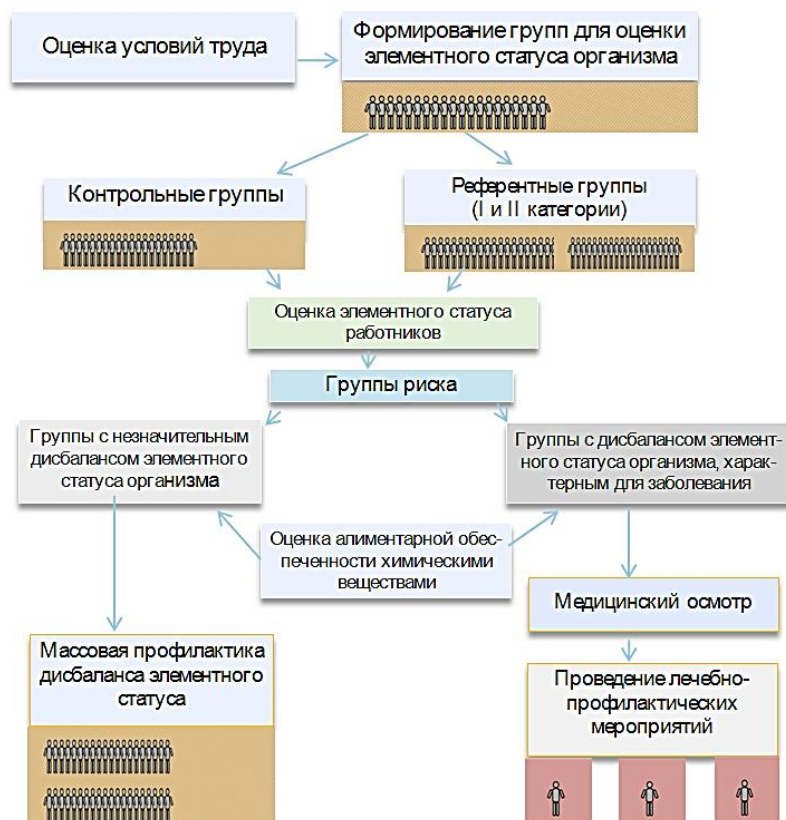 Оценка условий труда
Формирование групп для оценки
элементного статуса организма
Контрольные группы
Референтные группы
(I и II категории)
Оценка элементного статуса
работников
Группы риска
Группы с незначительным
дисбалансом элементного
статуса организма
Группы с дисбалансом элемент-
ного статуса организма, харак-
терным для заболевания
Оценка алиментарной обес-
печенности химическими
веществами
Медицинский осмотр
Массовая профилактика
дисбаланса элементного
статуса
Проведение лечебно-
профилактических
мероприятий